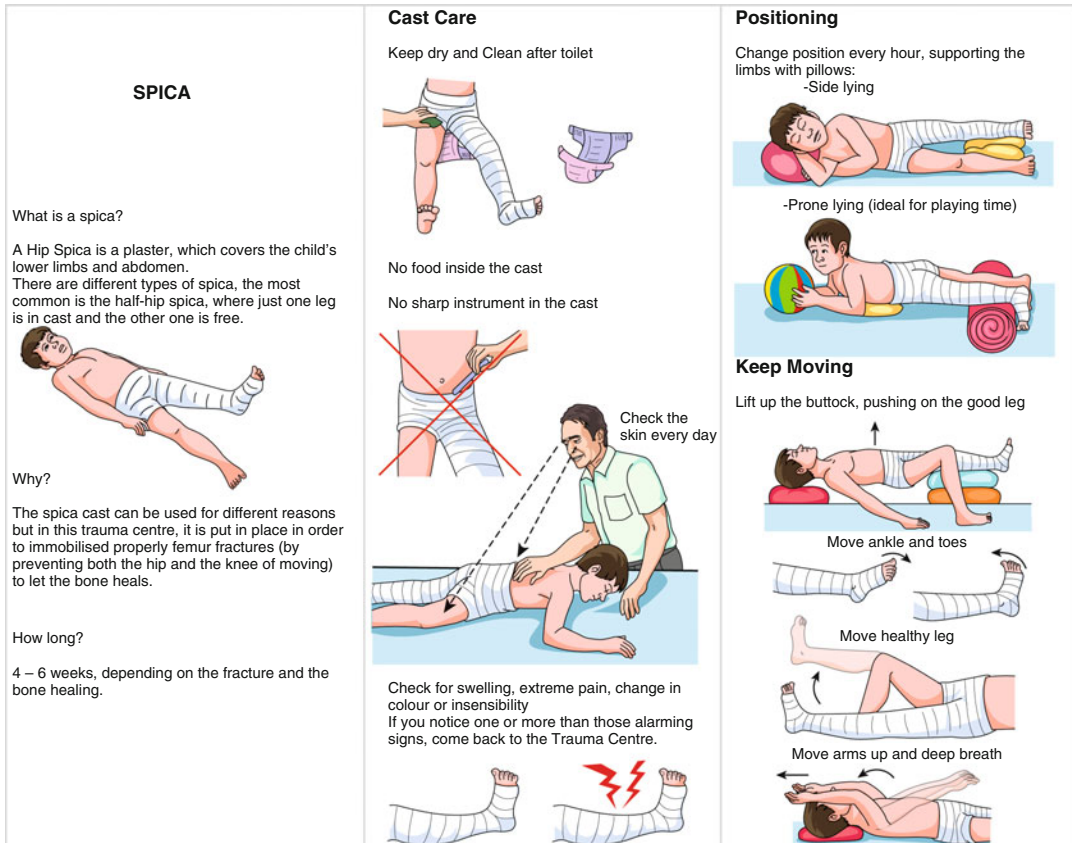 SPICA
What is a spica?
A Hip Spica is a plaster, which covers the child's
lower limbs and abdomen.
There are different types of spica, the most
common is the half-hip spica, where just one leg
is in cast and the other one is free.
Why?
The spica cast can be used for different reasons
but in this trauma centre, it is put in place in order
to immobilised properly femur fractures (by
preventing both the hip and the knee of moving)
to let the bone heals.
How long?
4 – 6 weeks, depending on the fracture and the
bone healing.
Cast Care
Keep dry and Clean after toilet
No food inside the cast
No sharp instrument in the cast
Check the
skin every day
Check for swelling, extreme pain, change in
colour or insensibility
If you notice one or more than those alarming
signs, come back to the Trauma Centre.
Positioning
Change position every hour, supporting the
limbs with pillows:
-Side lying
-Prone lying (ideal for playing time)
Keep Moving
Lift up the buttock, pushing on the good leg
Move ankle and toes
Move healthy leg
Move arms up and deep breath